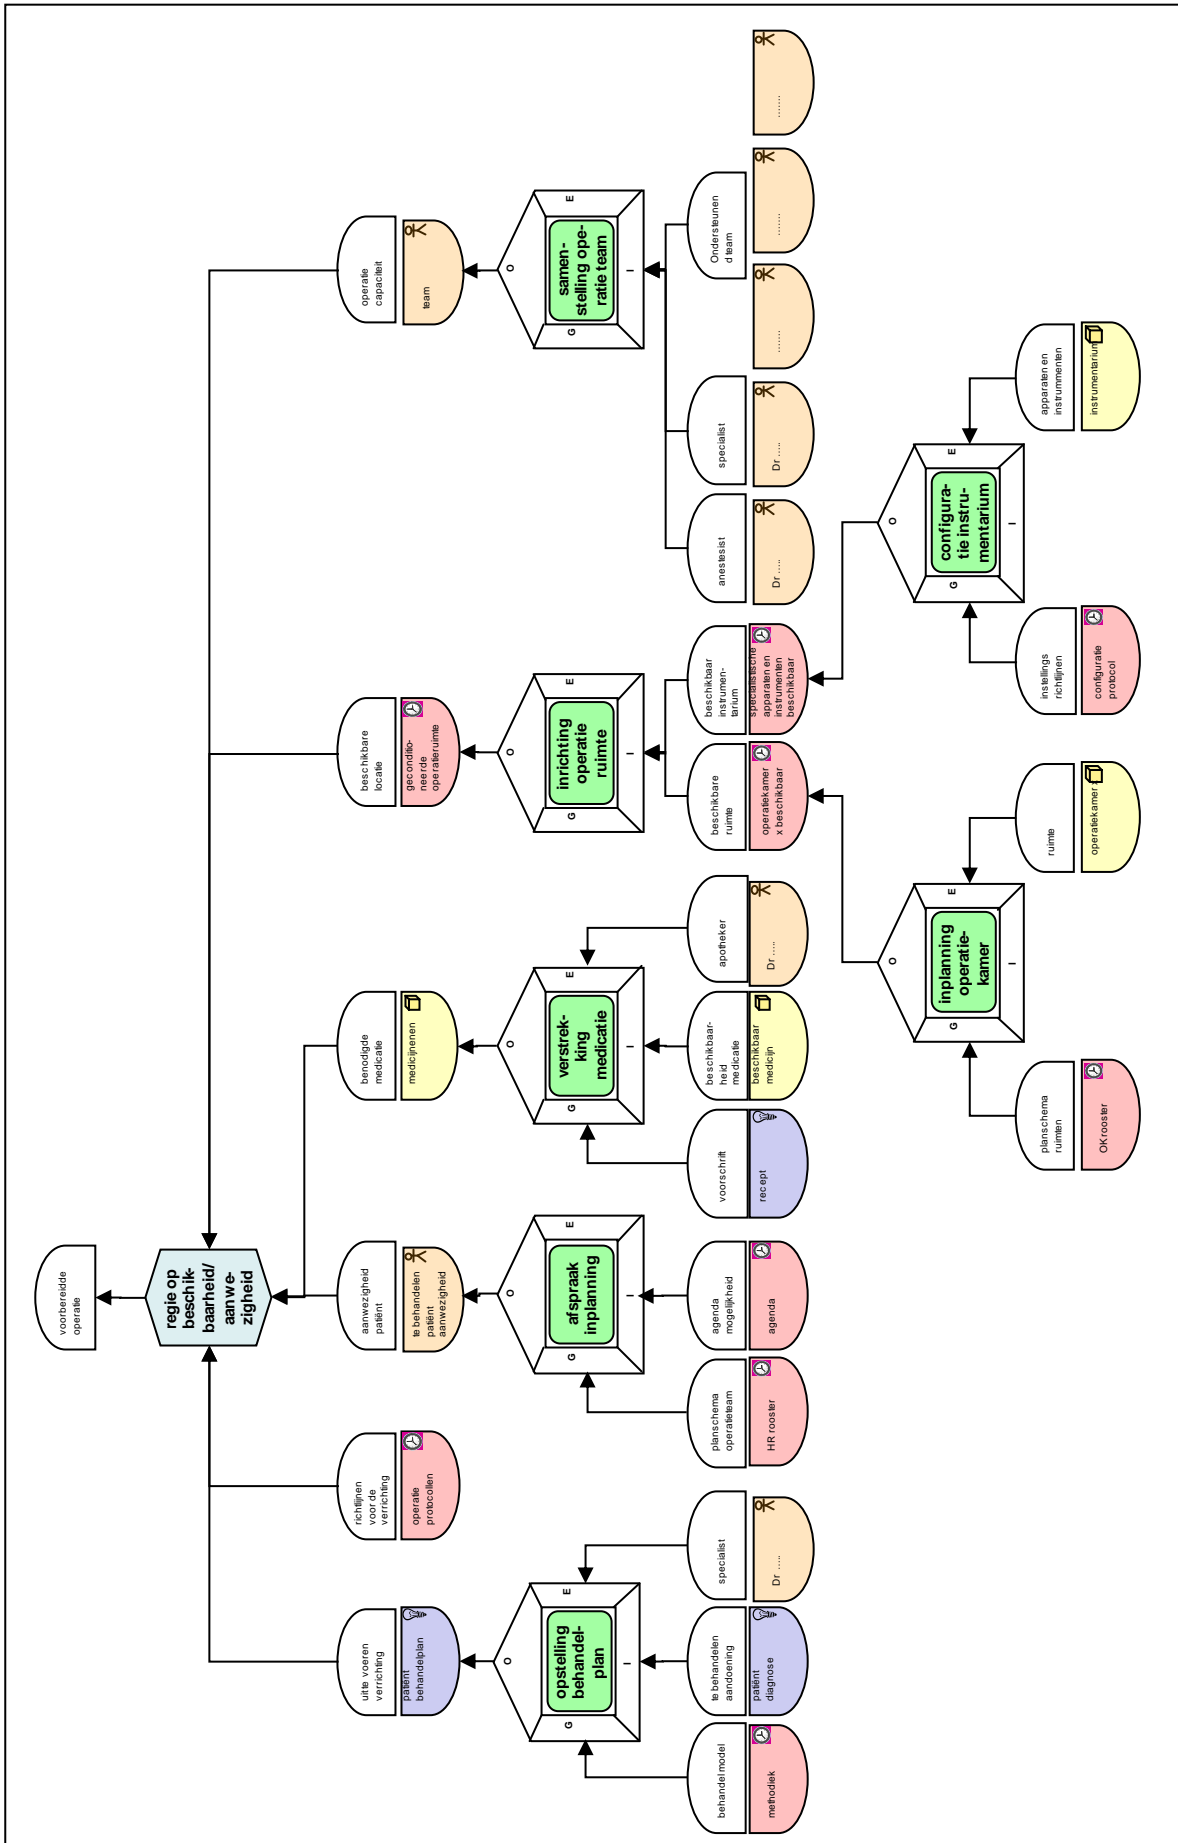 voorbereidde
operatie
regie op
beschik-
baarheid/
aanwe-
zigheid
uit te voeren
verrichting
patiënt
behandelplan
richtlijnen
voor de
verrichting
operatie
protocollen
aanwezigheid
patiënt
te behandelen
patiënt
aanwezigheid
benodigde
medicatie
medicijnenen
beschikbare
locatie
geconditio-
neerde
operatieruimte
operatie
capaciteit
team
O
G
E
I
opstelling
behandel-
plan
O
G
E
I
afspraak
inplanning
O
G
E
I
verstrek-
king
medicatie
O
G
E
I
inrichting
operatie
ruimte
O
G
E
I
samen-
stelling ope-
ratie team
behandel model
methodiek
te behandelen
aandoening
patiënt
diagnose
specialist
Dr .....
planschema
operatieteam
HR rooster
agenda
mogelijkheid
agenda
voorschrift
recept
beschikbaar-
heid
medicatie
beschikbaar
medicijn
apotheker
Dr .....
beschikbare
ruimte
operatiekamer
x beschikbaar
beschikbaar
instrumen-
tarium
specialistische
apparaten en
instrumenten
beschikbaar
anestesist
Dr .....
specialist
Dr .....
.......
Ondersteunen
d team
.......
.......
O
G
E
I
inplanning
operatie-
kamer
O
G
E
I
configura-
tie instru-
mentarium
planschema
ruimten
OK rooster
ruimte
operatiekamer x
instellings
richtlijnen
configuratie
protocol
apparaten en
instrummenten
instrumentarium